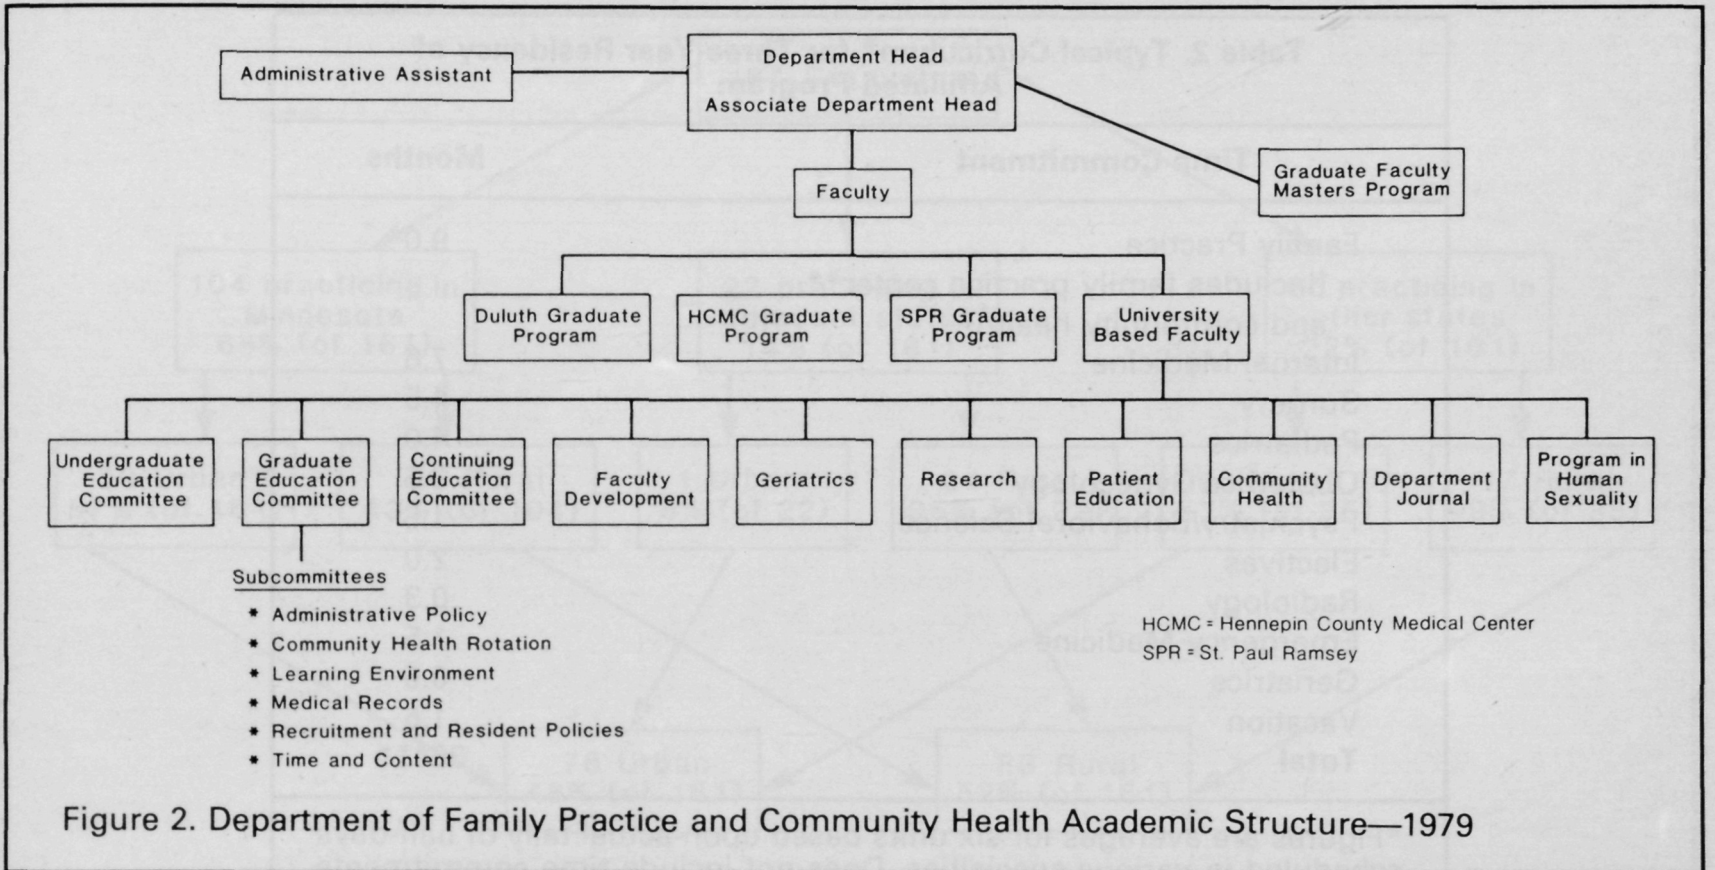 Administrative Assistant
Department Head
Associate Department Head
Graduate Faculty
Masters Program
Faculty
Duluth Graduate
Program
HCMC Graduate
Program
SPR Graduate
Program
University
Based Faculty
Undergraduate
Education
Committee
Graduate
Education
Committee
Continuing
Education
Committee
Faculty
Development
Geriatrics
Research
Patient
Education
Community
Health
Department
Journal
Program in
Human
Sexuality
Subcommittees
* Administrative Policy
* Community Health Rotation
* Learning Environment
* Medical Records
* Recruitment and Resident Policies
* Time and Content
HCMC = Hennepin County Medical Center
SPR = St. Paul Ramsey
Figure 2. Department of Family Practice and Community Health Academic Structure—1979